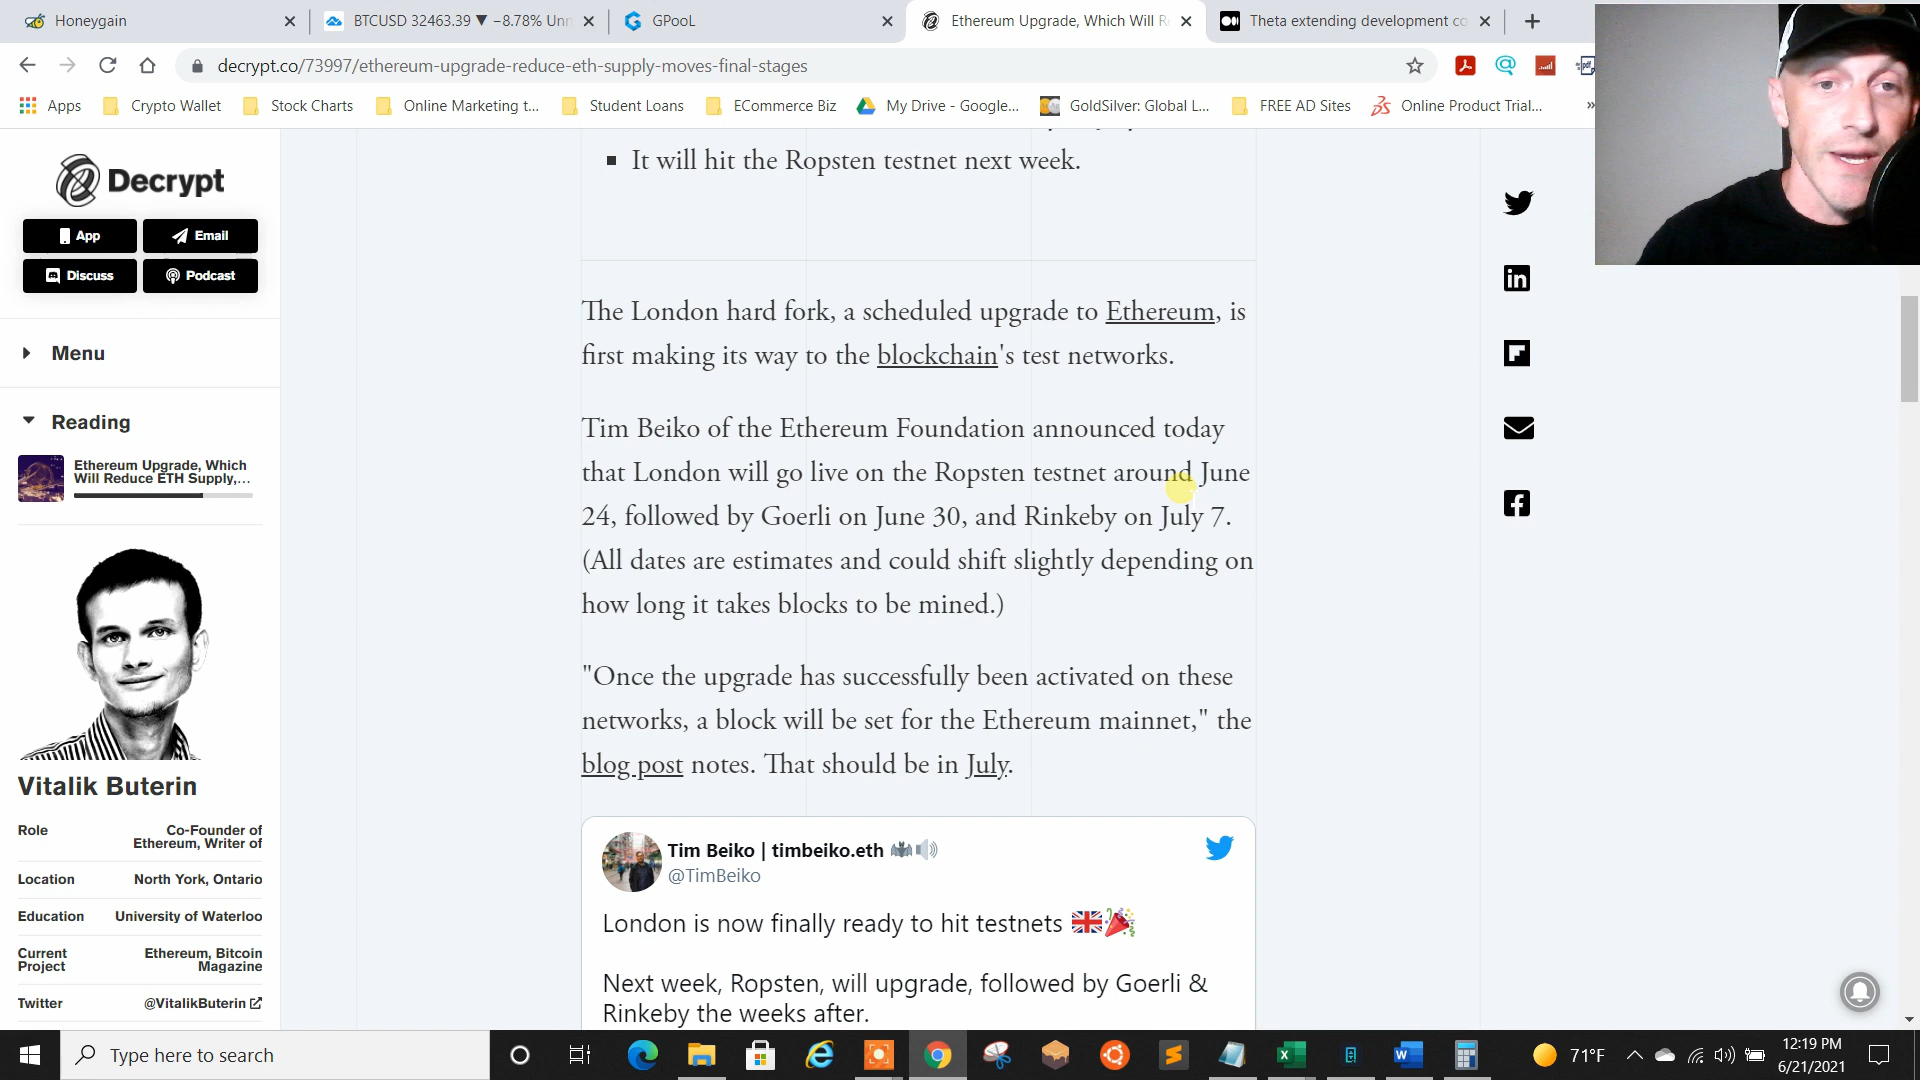 Honeygain
BTCUSD 32463.39 ▼ −8.78% Unn
GPooL
Ethereum Upgrade, Which Will R
Theta extending development co
decrypt.co/73997/ethereum-upgrade-reduce-eth-supply-moves-final-stages
Apps
Crypto Wallet
Stock Charts
Online Marketing t...
Student Loans
ECommerce Biz
My Drive - Google...
GoldSilver: Global L...
FREE AD Sites
Online Product Trial...
»
Decrypt
App
Email
Discuss
Podcast
Menu
Reading
Ethereum Upgrade, Which
Will Reduce ETH Supply,...
Vitalik Buterin
Role
Co-Founder of
Ethereum, Writer of
Location
North York, Ontario
Education
University of Waterloo
Current
Project
Ethereum, Bitcoin
Magazine
Twitter
@VitalikButerin
It will hit the Ropsten testnet next week.
The London hard fork, a scheduled upgrade to Ethereum, is
first making its way to the blockchain's test networks.
Tim Beiko of the Ethereum Foundation announced today
that London will go live on the Ropsten testnet around June
24, followed by Goerli on June 30, and Rinkeby on July 7.
(All dates are estimates and could shift slightly depending on
how long it takes blocks to be mined.)
"Once the upgrade has successfully been activated on these
networks, a block will be set for the Ethereum mainnet," the
blog post notes. That should be in July.
Tim Beiko | timbeiko.eth 🦇🔊
@TimBeiko
London is now finally ready to hit testnets 🇬🇧🎉
Next week, Ropsten, will upgrade, followed by Goerli &
Rinkeby the weeks after.
Type here to search
71°F
12:19 PM
6/21/2021